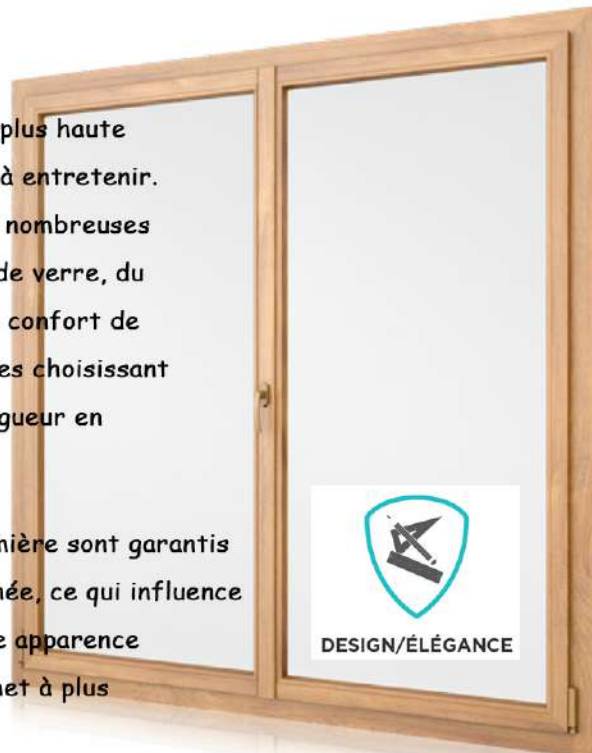 plus haute
à entretenir.
nombreuses
de verre, du
confort de
es choisissant
gueur en
nière sont garantis
née, ce qui influence
e apparence
net à plus
DESIGN/ÉLÉGANCE